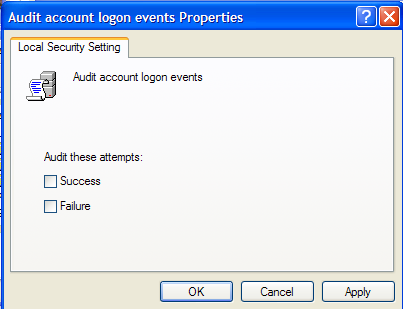 Audit account logon events Properties
Local Security Setting
Audit account logon events
Audit these attempts:
Success
Failure
OK
Cancel
Apply